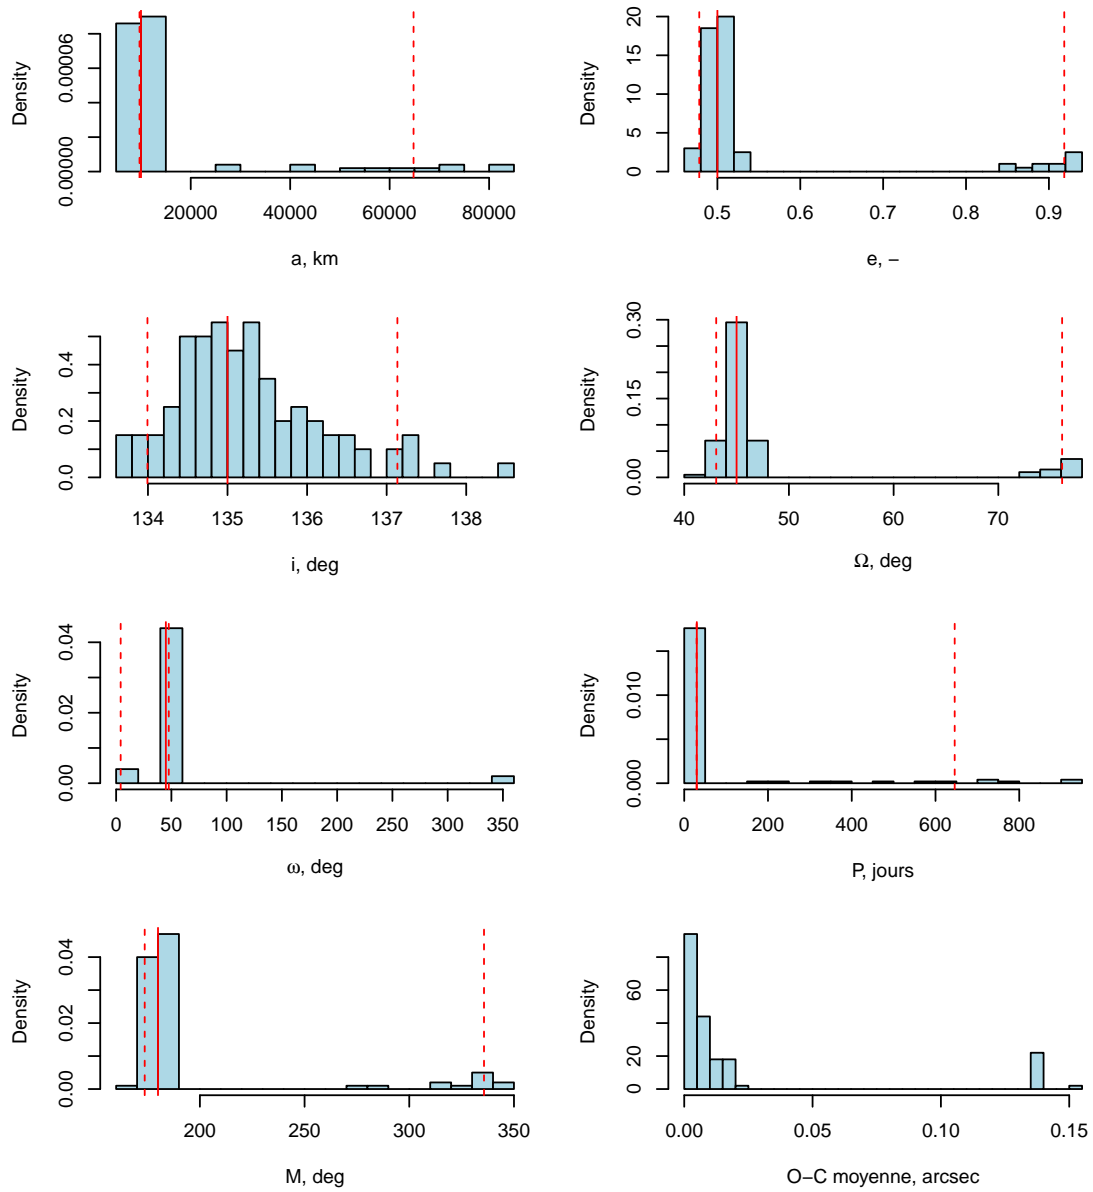 Density
0.00000 0.00006
20000 40000 60000 80000
a, km
Density
0 5 10 15 20
0.5 0.6 0.7 0.8 0.9
e, −
Density
0.0 0.2 0.4
134 135 136 137 138
i, deg
Density
0.00 0.15 0.30
40 50 60 70
Ω, deg
Density
0.00 0.02 0.04
0 50 100 150 200 250 300 350
ω, deg
Density
0.000 0.010
0 200 400 600 800
P, jours
Density
0.00 0.02 0.04
200 250 300 350
M, deg
Density
0 20 60
0.00 0.05 0.10 0.15
O−C moyenne, arcsec